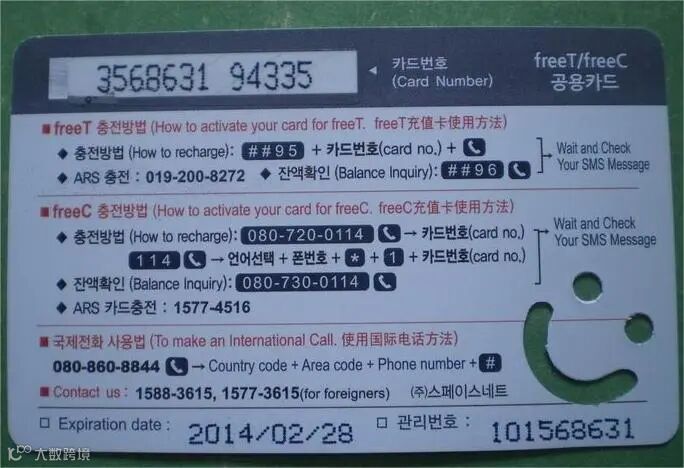 3568631 94335
카드번호
(Card Number)
freeT/freeC
공용카드
■ freeT 충전방법 (How to activate your card for freeT. freeT充值卡使用方法)
◆ 충전방법 (How to recharge): ##95 + 카드번호(card no.) +
◆ ARS 충전 : 019-200-8272 ◆ 잔액확인 (Balance Inquiry): ##96
Wait and Check
Your SMS Message
■ freeC 충전방법 (How to activate your card for freeC. freeC充值卡使用方法)
◆ 충전방법 (How to recharge): 080-720-0114 → 카드번호(card no.)
114 → 언어선택 + 폰번호 + * + 1 + 카드번호(card no.)
Wait and Check
Your SMS Message
◆ 잔액확인 (Balance Inquiry): 080-730-0114
◆ ARS 카드충전 : 1577-4516
■ 국제전화 사용법 (To make an International Call. 使用国际电话方法)
080-860-8844 → Country code + Area code + Phone number + #
■ Contact us : 1588-3615, 1577-3615(for foreigners) (주)스페이스네트
□ Expiration date : 2014/02/28 □ 관리번호 : 101568631
大数跨境